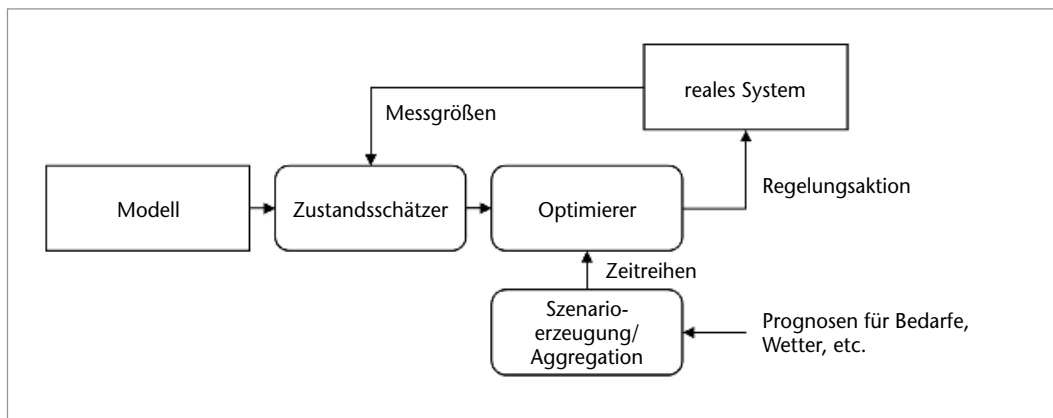 reales System
Messgrößen
Regelungsaktion
Modell
Zustandsschätzer
Optimierer
Zeitreihen
Szenario-
erzeugung/
Aggregation
Prognosen für Bedarfe,
Wetter, etc.